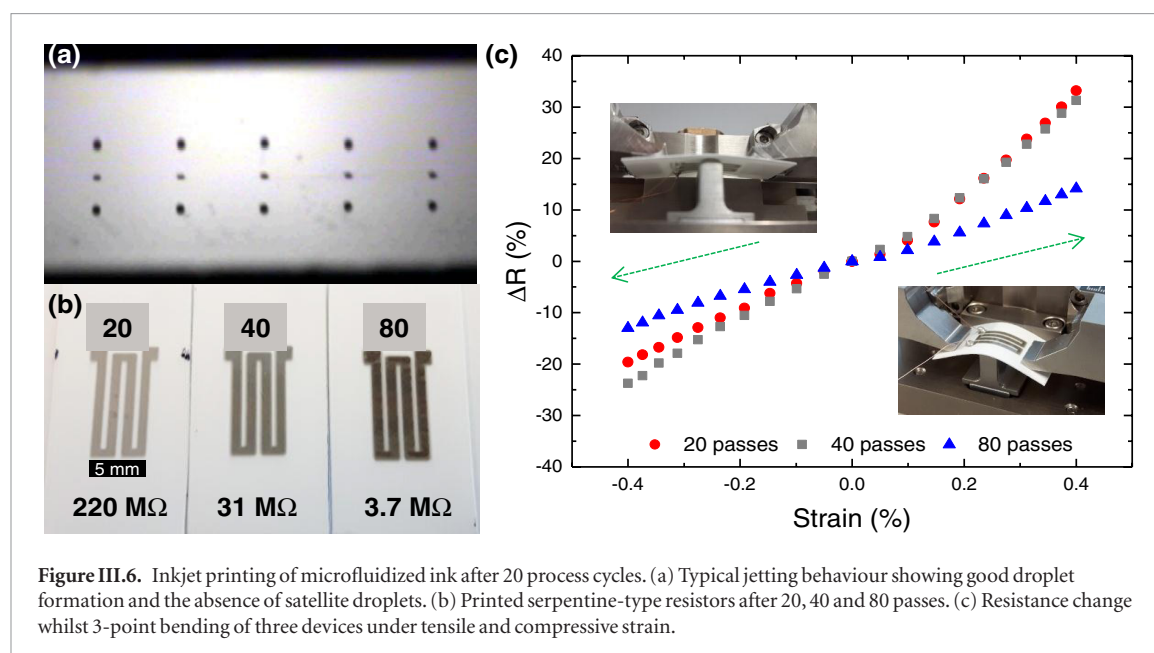 (a)
(b)
20
40
80
5 mm
220 MΩ
31 MΩ
3.7 MΩ
(c)
ΔR (%)
40
30
20
10
0
-10
-20
-30
-40
20 passes 40 passes 80 passes
-0.4 -0.2 0.0 0.2 0.4
Strain (%)
Figure III.6. Inkjet printing of microfluidized ink after 20 process cycles. (a) Typical jetting behaviour showing good droplet
formation and the absence of satellite droplets. (b) Printed serpentine-type resistors after 20, 40 and 80 passes. (c) Resistance change
whilst 3-point bending of three devices under tensile and compressive strain.